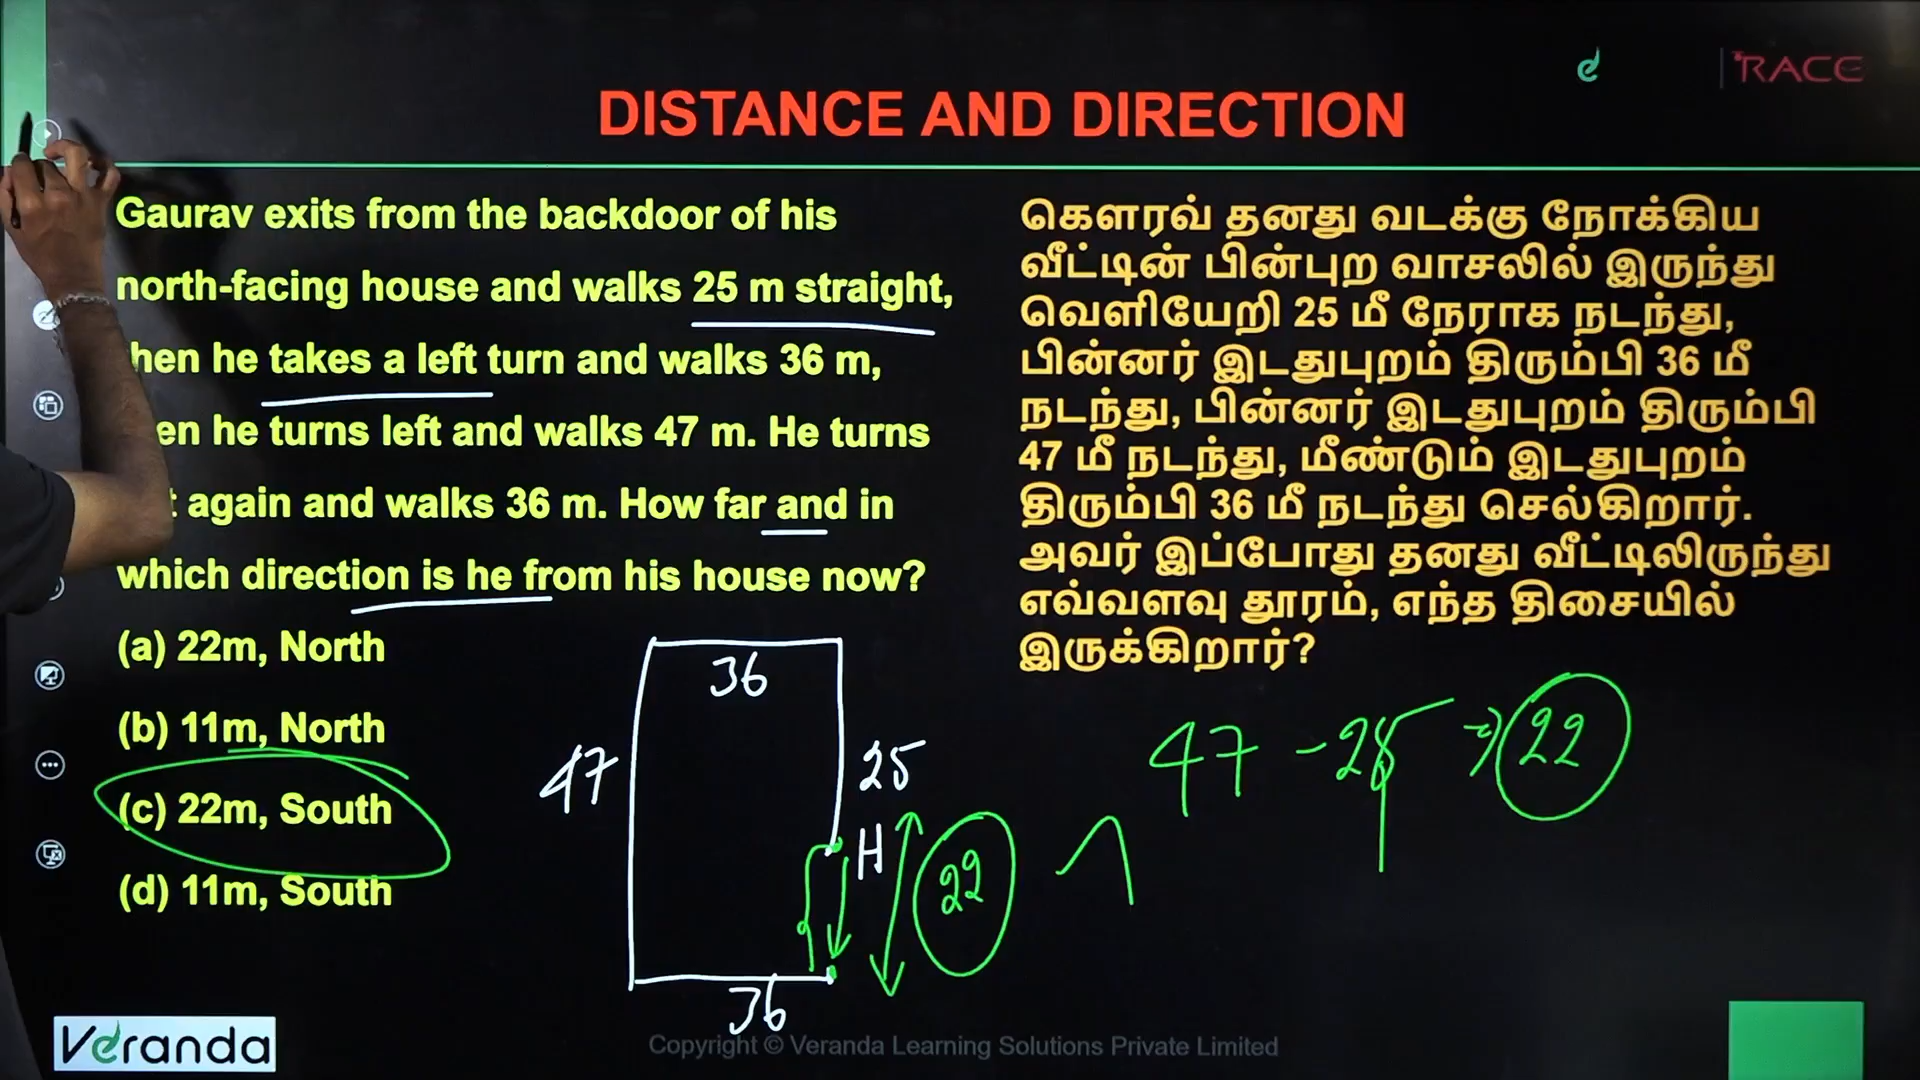 RACE
DISTANCE AND DIRECTION
Gaurav exits from the backdoor of his
north-facing house and walks 25 m straight,
hen he takes a left turn and walks 36 m,
en he turns left and walks 47 m. He turns
t again and walks 36 m. How far and in
which direction is he from his house now?
(a) 22m, North
(b) 11m, North
(c) 22m, South
(d) 11m, South
கௌரவ் தனது வடக்கு நோக்கிய
வீட்டின் பின்புற வாசலில் இருந்து
வெளியேறி 25 மீ நேராக நடந்து,
பின்னர் இடதுபுறம் திரும்பி 36 மீ
நடந்து, பின்னர் இடதுபுறம் திரும்பி
47 மீ நடந்து, மீண்டும் இடதுபுறம்
திரும்பி 36 மீ நடந்து செல்கிறார்.
அவர் இப்போது தனது வீட்டிலிருந்து
எவ்வளவு தூரம், எந்த திசையில்
இருக்கிறார்?
36
47
25
H
22
36
47 - 25 ⇒ 22
Veranda
Copyright © Veranda Learning Solutions Private Limited